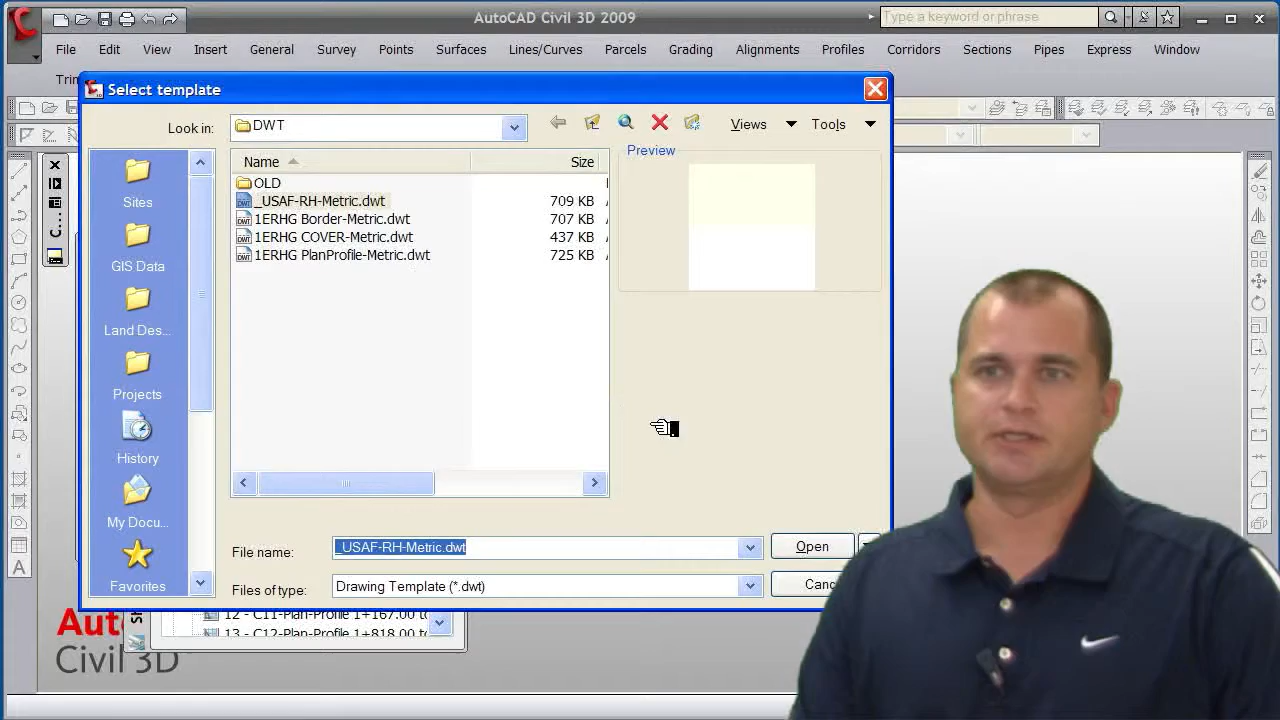 AutoCAD Civil 3D 2009
Type a keyword or phrase
File Edit View Insert General Survey Points Surfaces Lines/Curves Parcels Grading Alignments Profiles Corridors Sections Pipes Express Window
Select template
Look in: DWT Views Tools
Name Size Preview
OLD
_USAF-RH-Metric.dwt 709 KB
1ERHG Border-Metric.dwt 707 KB
1ERHG COVER-Metric.dwt 437 KB
1ERHG PlanProfile-Metric.dwt 725 KB
Sites
GIS Data
Land Des...
Projects
History
My Docu...
Favorites
File name: _USAF-RH-Metric.dwt Open
Files of type: Drawing Template (*.dwt) Canc
12 - C11-Plan-Profile 1+167.00 to
13 - C12-Plan-Profile 1+818.00 to
Civil 3D